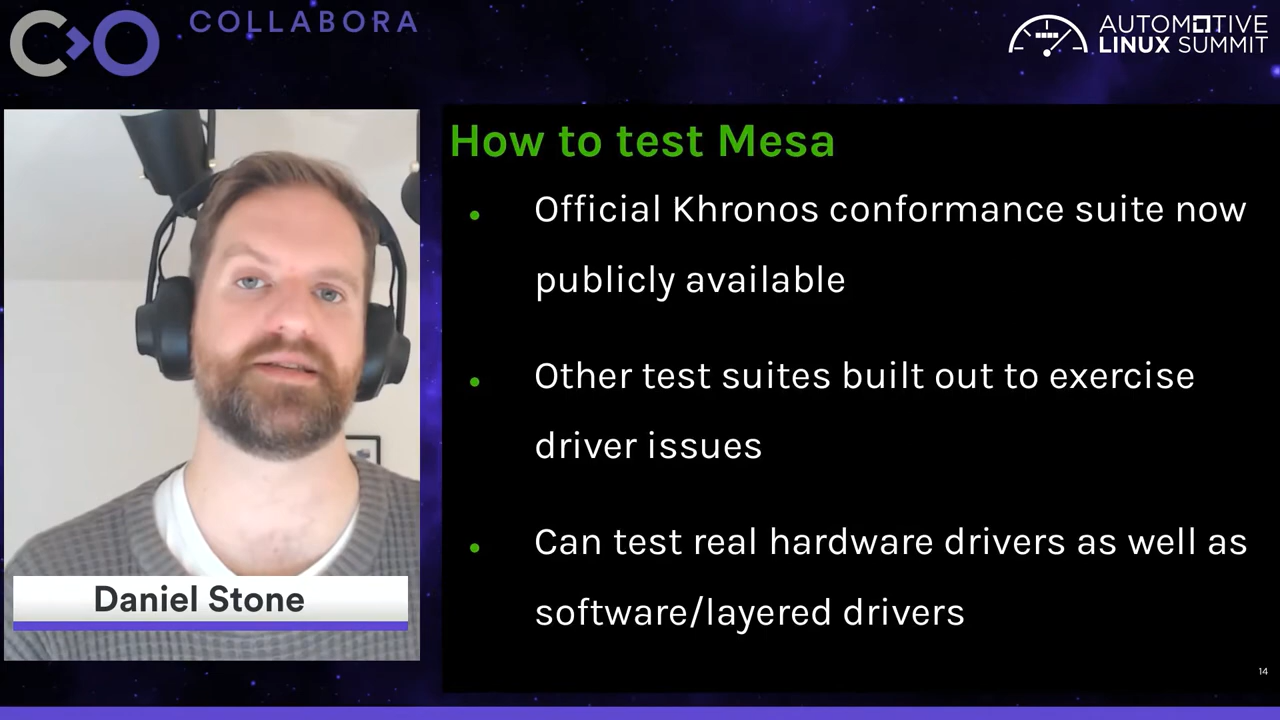 COLLABORA
AUTOMOTIVE
LINUX SUMMIT
How to test Mesa
Official Khronos conformance suite now
publicly available
Other test suites built out to exercise
driver issues
Can test real hardware drivers as well as
software/layered drivers
Daniel Stone
14